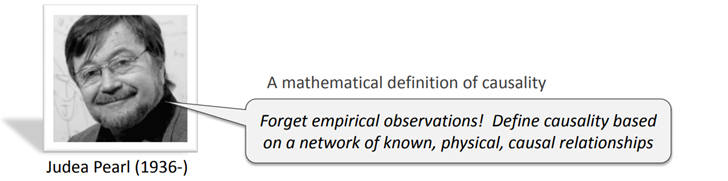 A mathematical definition of causality
Forget empirical observations!  Define causality based
on a network of known, physical, causal relationships
Judea Pearl (1936-)